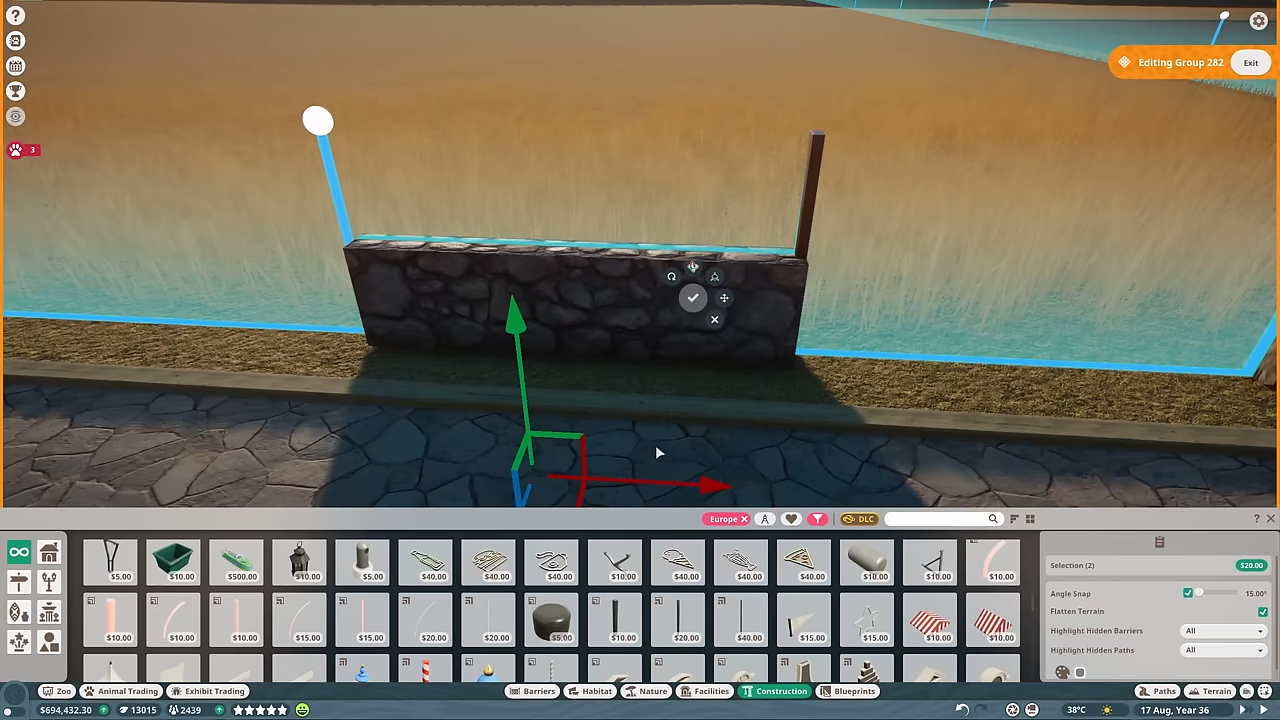 ?
Editing Group 282
Exit
3
Europe
DLC
?
$5.00
$10.00
$500.00
$10.00
$5.00
$40.00
$40.00
$40.00
$10.00
$40.00
$40.00
$40.00
$10.00
$10.00
$10.00
$10.00
$15.00
$10.00
$15.00
$15.00
$20.00
$20.00
$5.00
$10.00
$20.00
$40.00
$15.00
$15.00
$10.00
$10.00
Selection (2)
$20.00
Angle Snap
15.00°
Flatten Terrain
Highlight Hidden Barriers
All
Highlight Hidden Paths
All
Zoo
Animal Trading
Exhibit Trading
Barriers
Habitat
Nature
Facilities
Construction
Blueprints
Paths
Terrain
$694,432.30
13015
2439
38°C
17 Aug, Year 36